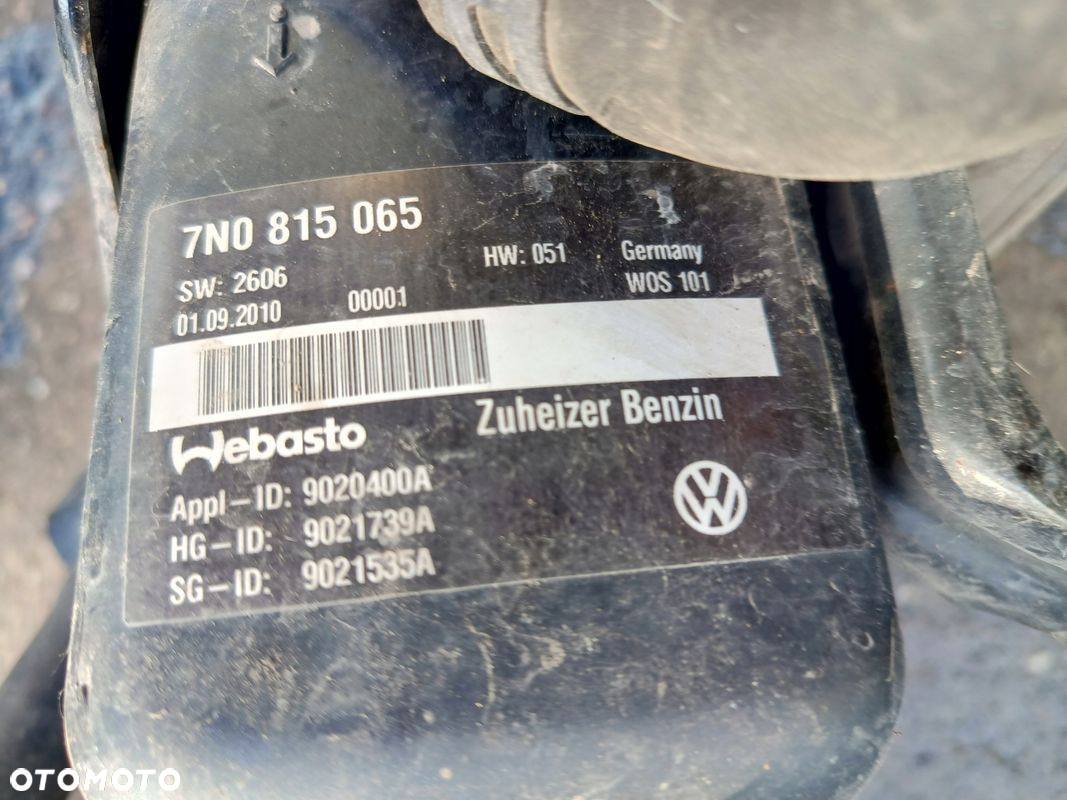 7N0 815 065
SW: 2606
HW: 051
Germany
01.09.2010
00001
WOS 101
Webasto
Zuheizer Benzin
Appl-ID: 9020400A
HG-ID: 9021739A
SG-ID: 9021535A
OTOMOTO